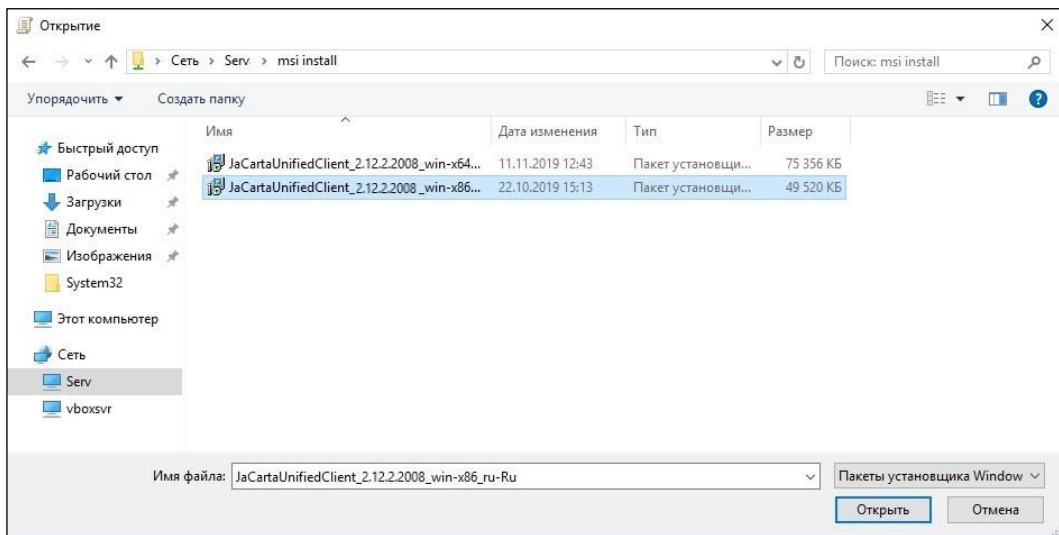 Открытие
Сеть > Serv > msi install
Поиск: msi install
Упорядочить Создать папку
Имя Дата изменения Тип Размер
Быстрый доступ
JaCartaUnifiedClient_2.12.2.2008_win-x64... 11.11.2019 12:43 Пакет установщи... 75 356 КБ
Рабочий стол
JaCartaUnifiedClient_2.12.2.2008_win-x86... 22.10.2019 15:13 Пакет установщи... 49 520 КБ
Загрузки
Документы
Изображения
System32
Этот компьютер
Сеть
Serv
vboxsvr
Имя файла: JaCartaUnifiedClient_2.12.2.2008_win-x86_ru-Ru Пакеты установщика Window
Открыть Отмена